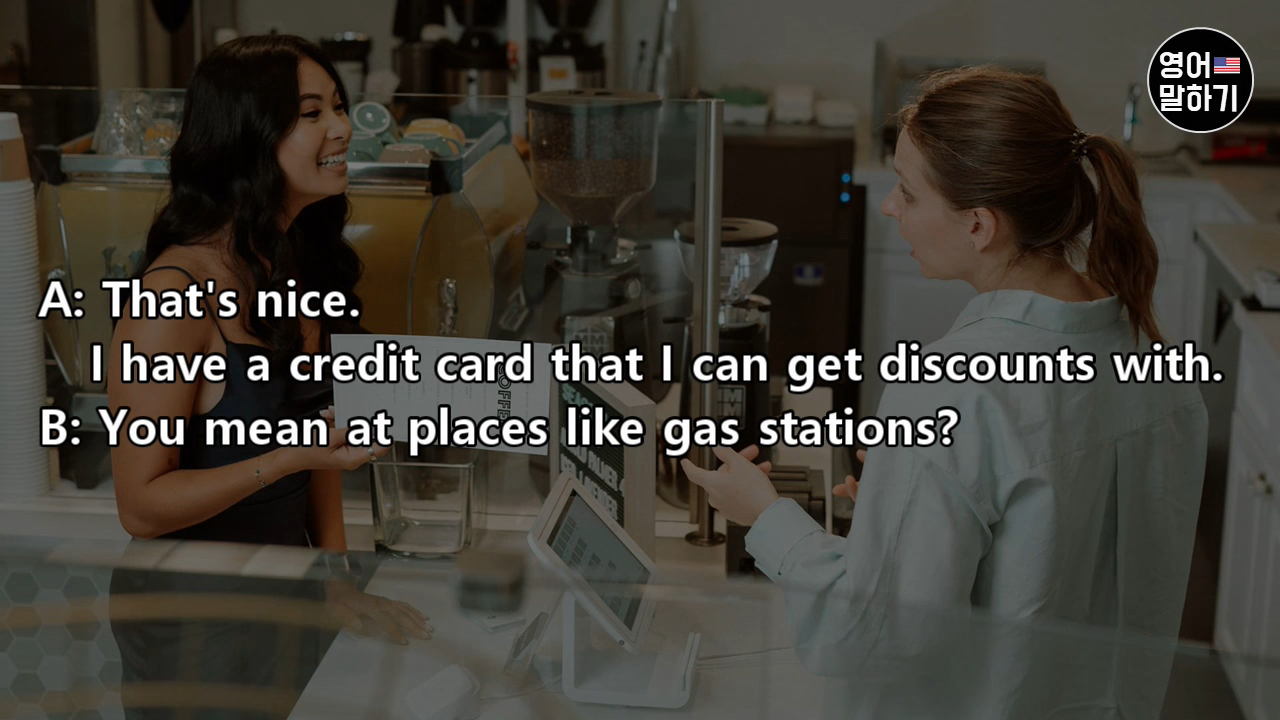 영어
말하기
A: That's nice.
I have a credit card that I can get discounts with.
B: You mean at places like gas stations?